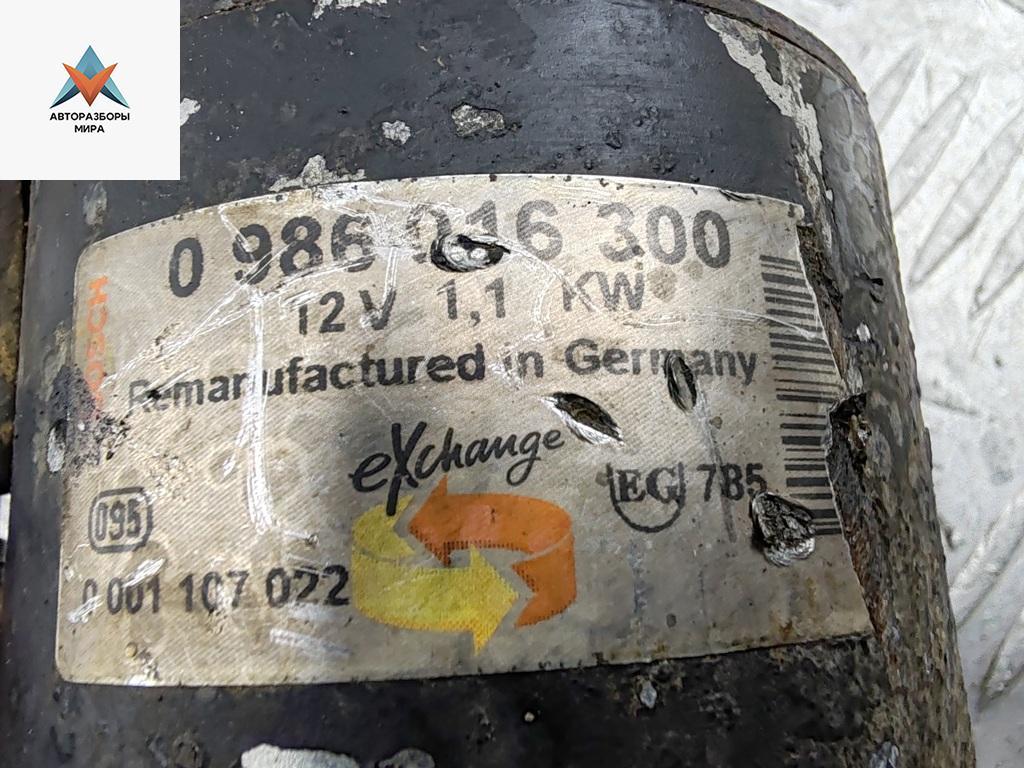 АВТОРАЗБОРЫ
МИРА
0 986 016 300
12 V 1,1 KW
BOSCH
Remanufactured in Germany
eXchange
EG 7B5
095
0 001 107 022